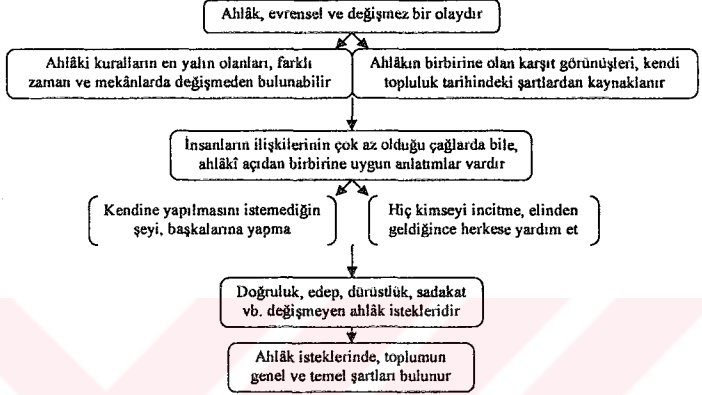 Ahlâk, evrensel ve değişmez bir olaydır
Ahlâki kuralların en yalın olanları, farklı
zaman ve mekânlarda değişmeden bulunabilir
Ahlâkın birbirine olan karşıt görünüşleri, kendi
topluluk tarihindeki şartlardan kaynaklanır
İnsanların ilişkilerinin çok az olduğu çağlarda bile,
ahlâkî açıdan birbirine uygun anlatımlar vardır
Kendine yapılmasını istemediğin
şeyi, başkalarına yapma
Hiç kimseyi incitme, elinden
geldiğince herkese yardım et
Doğruluk, edep, dürüstlük, sadakat
vb. değişmeyen ahlâk istekleridir
Ahlâk isteklerinde, toplumun
genel ve temel şartları bulunur